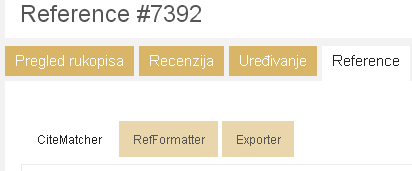 Reference #7392
Pregled rukopisa Recenzija Uređivanje Reference
CiteMatcher RefFormatter Exporter